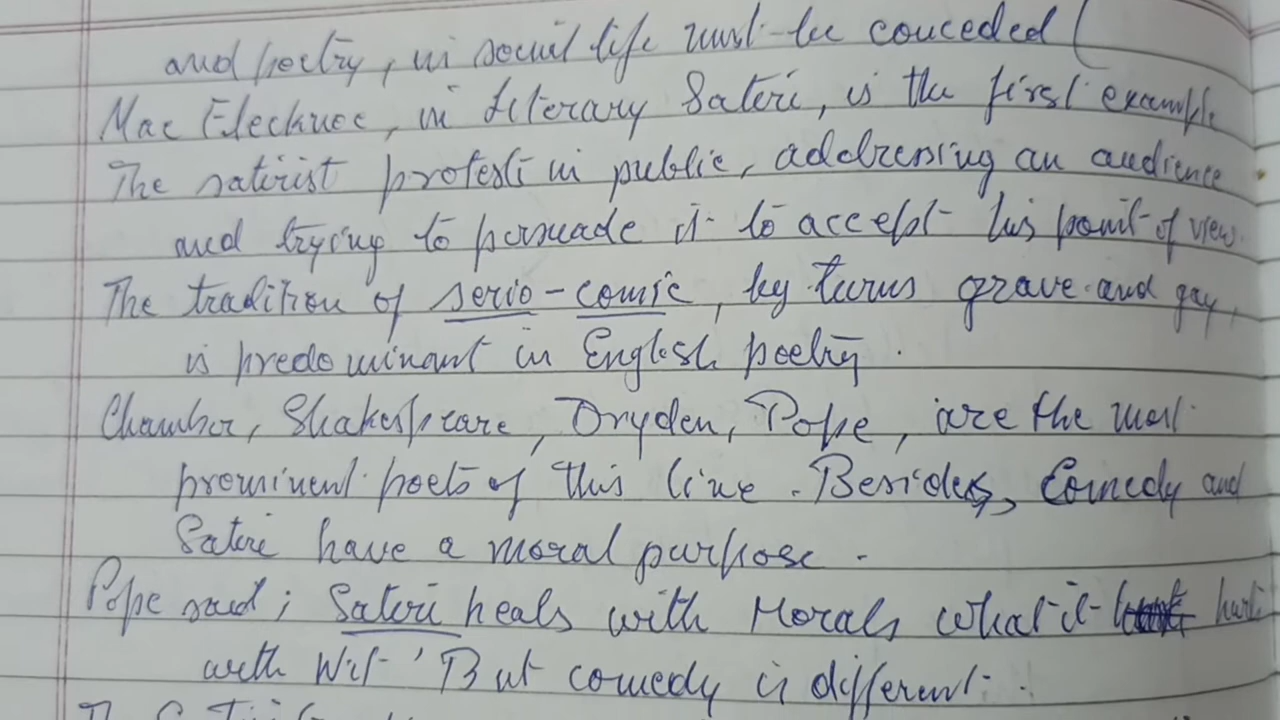 and poetry, in social life must be conceded (
Mac Flecknoe, in Literary Satire, is the first example
The satirist protests in public, addressing an audience
and trying to persuade it to accept his point of view.
The tradition of serio-comic, by turns grave and gay,
is predominant in English poetry.
Chamber, Shakespeare, Dryden, Pope, are the most
prominent poets of this line. Besides, Comedy and
Satire have a moral purpose.
Pope said; Satire heals with Morals what it hurt
with Wit' But comedy is different.